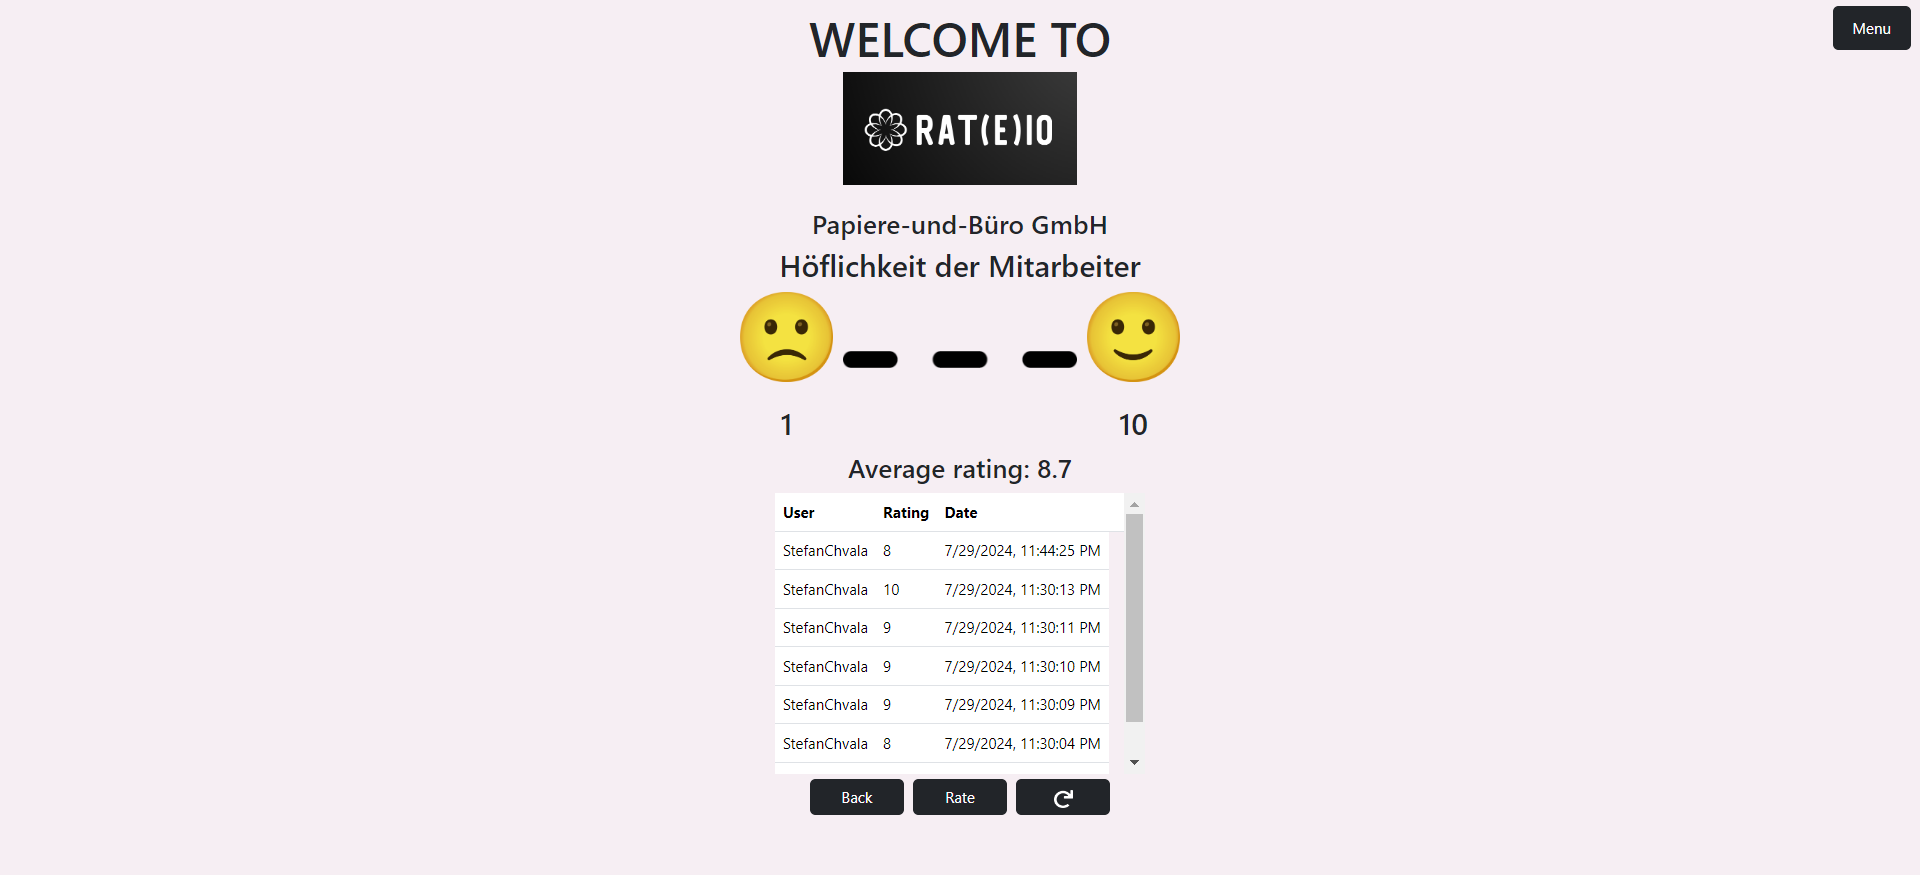 Menu
WELCOME TO
RAT(E)IO
Papiere-und-Büro GmbH
Höflichkeit der Mitarbeiter
1 10
Average rating: 8.7
User Rating Date
StefanChvala 8 7/29/2024, 11:44:25 PM
StefanChvala 10 7/29/2024, 11:30:13 PM
StefanChvala 9 7/29/2024, 11:30:11 PM
StefanChvala 9 7/29/2024, 11:30:10 PM
StefanChvala 9 7/29/2024, 11:30:09 PM
StefanChvala 8 7/29/2024, 11:30:04 PM
Back Rate